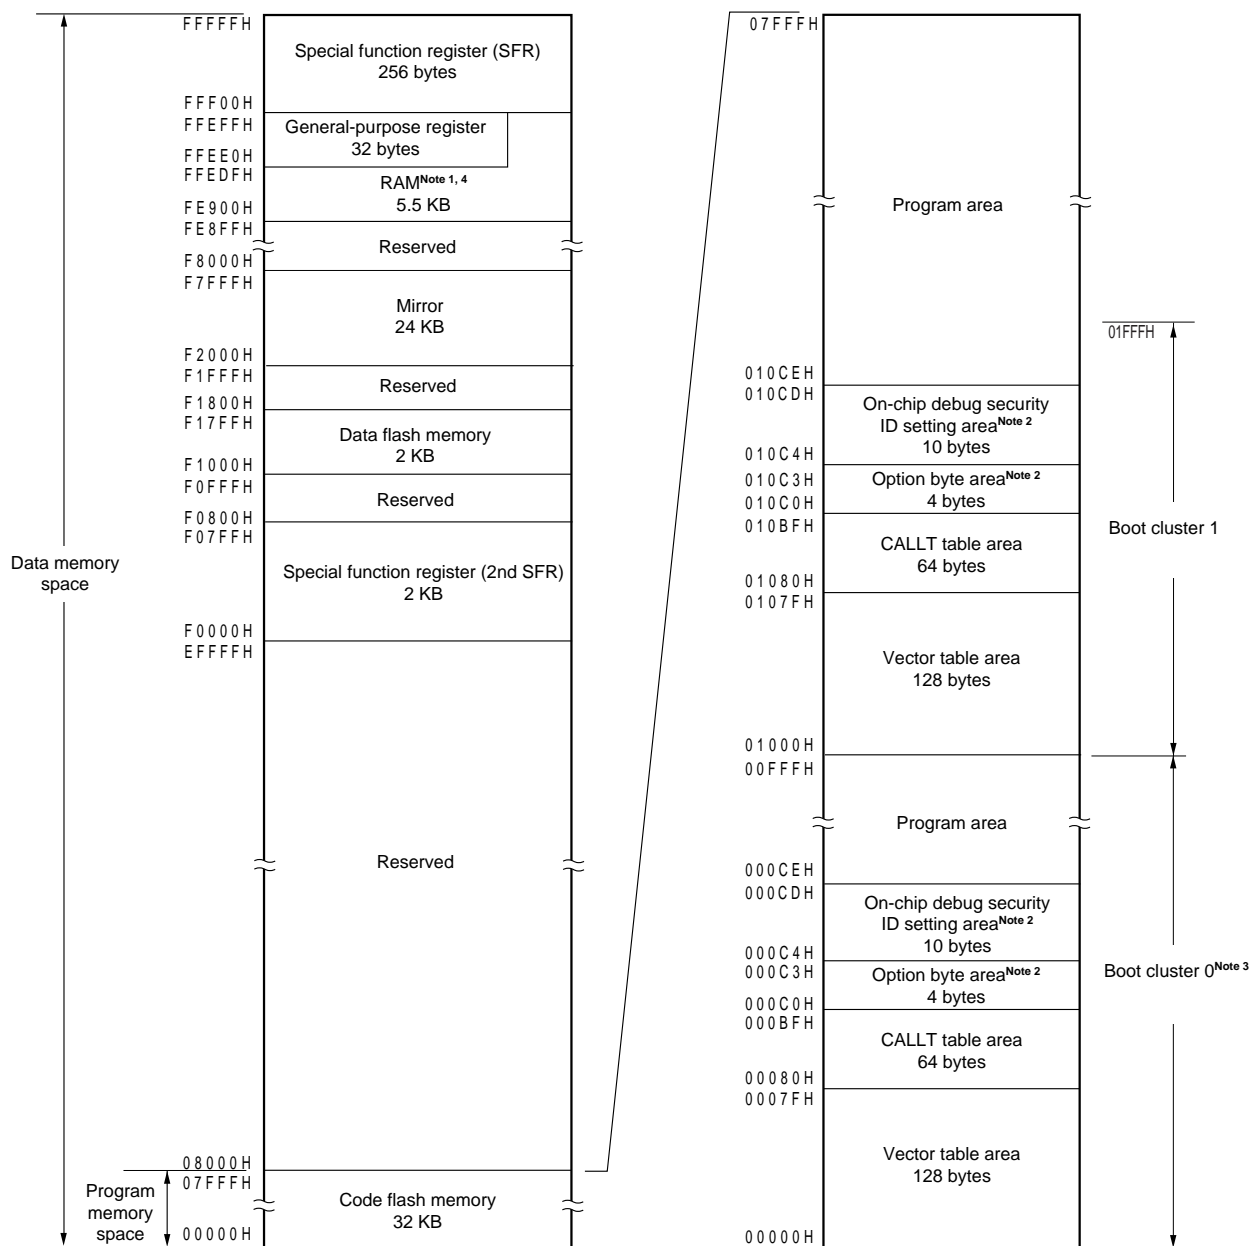 FFFFFH
Special function register (SFR)
256 bytes
FFF00H
FFEFFH
General-purpose register
32 bytes
FFEE0H
FFEDFH
RAMNote 1, 4
5.5 KB
FE900H
FE8FFH
Reserved
F8000H
F7FFFH
Mirror
24 KB
F2000H
F1FFFH
Reserved
F1800H
F17FFH
Data flash memory
2 KB
F1000H
F0FFFH
Reserved
F0800H
F07FFH
Special function register (2nd SFR)
2 KB
F0000H
EFFFFH
Data memory
space
Reserved
08000H
07FFFH
Code flash memory
32 KB
00000H
Program
memory
space
07FFFH
Program area
01FFFH
010CEH
010CDH
On-chip debug security
ID setting areaNote 2
10 bytes
010C4H
010C3H
Option byte areaNote 2
4 bytes
010C0H
010BFH
CALLT table area
64 bytes
01080H
0107FH
Vector table area
128 bytes
01000H
Boot cluster 1
00FFFH
Program area
000CEH
000CDH
On-chip debug security
ID setting areaNote 2
10 bytes
000C4H
000C3H
Option byte areaNote 2
4 bytes
000C0H
000BFH
CALLT table area
64 bytes
00080H
0007FH
Vector table area
128 bytes
00000H
Boot cluster 0Note 3